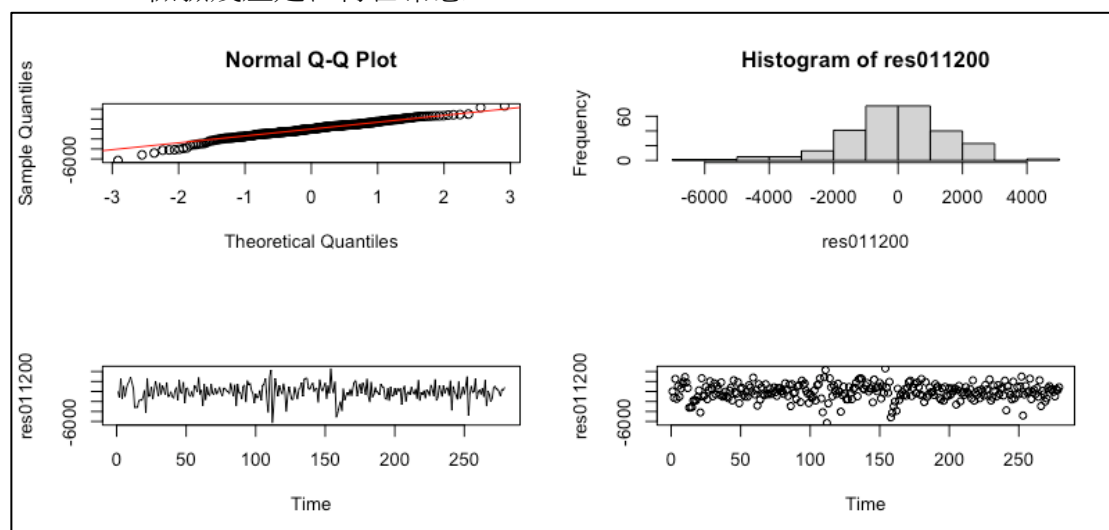 Normal Q-Q Plot
Sample Quantiles
-6000
-3 -2 -1 0 1 2 3
Theoretical Quantiles
Histogram of res011200
Frequency
0 60
-6000 -4000 -2000 0 2000 4000
res011200
res011200
-6000
0 50 100 150 200 250
Time
res011200
-6000
0 50 100 150 200 250
Time